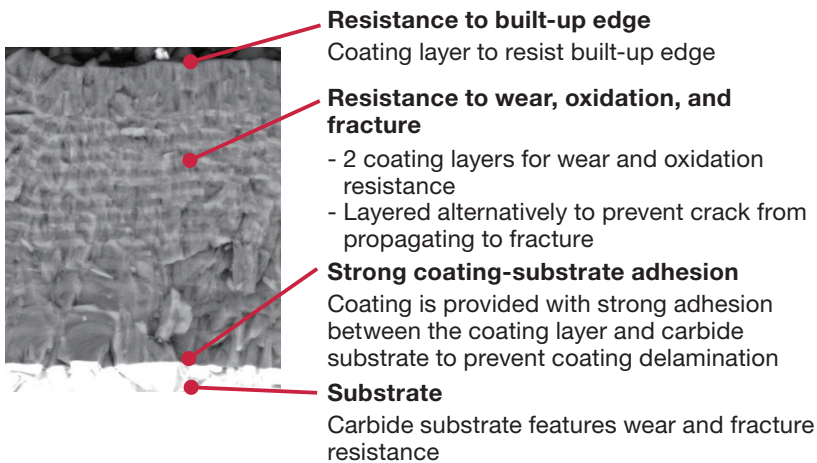 Resistance to built-up edge
Coating layer to resist built-up edge
Resistance to wear, oxidation, and
fracture
- 2 coating layers for wear and oxidation
resistance
- Layered alternatively to prevent crack from
propagating to fracture
Strong coating-substrate adhesion
Coating is provided with strong adhesion
between the coating layer and carbide
substrate to prevent coating delamination
Substrate
Carbide substrate features wear and fracture
resistance